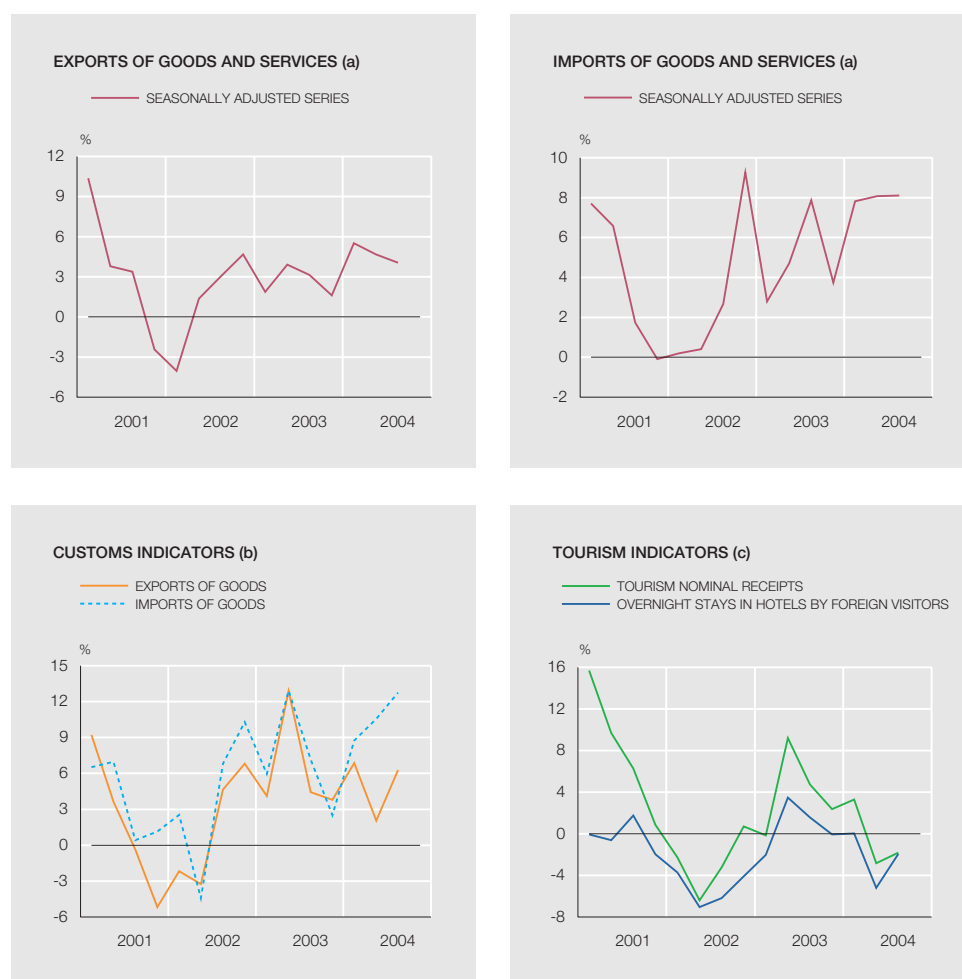 EXPORTS OF GOODS AND SERVICES (a)
SEASONALLY ADJUSTED SERIES
%
12
9
6
3
0
-3
-6
2001 2002 2003 2004
IMPORTS OF GOODS AND SERVICES (a)
SEASONALLY ADJUSTED SERIES
%
10
8
6
4
2
0
-2
2001 2002 2003 2004
CUSTOMS INDICATORS (b)
EXPORTS OF GOODS
IMPORTS OF GOODS
%
15
12
9
6
3
0
-3
-6
2001 2002 2003 2004
TOURISM INDICATORS (c)
TOURISM NOMINAL RECEIPTS
OVERNIGHT STAYS IN HOTELS BY FOREIGN VISITORS
%
16
12
8
4
0
-4
-8
2001 2002 2003 2004